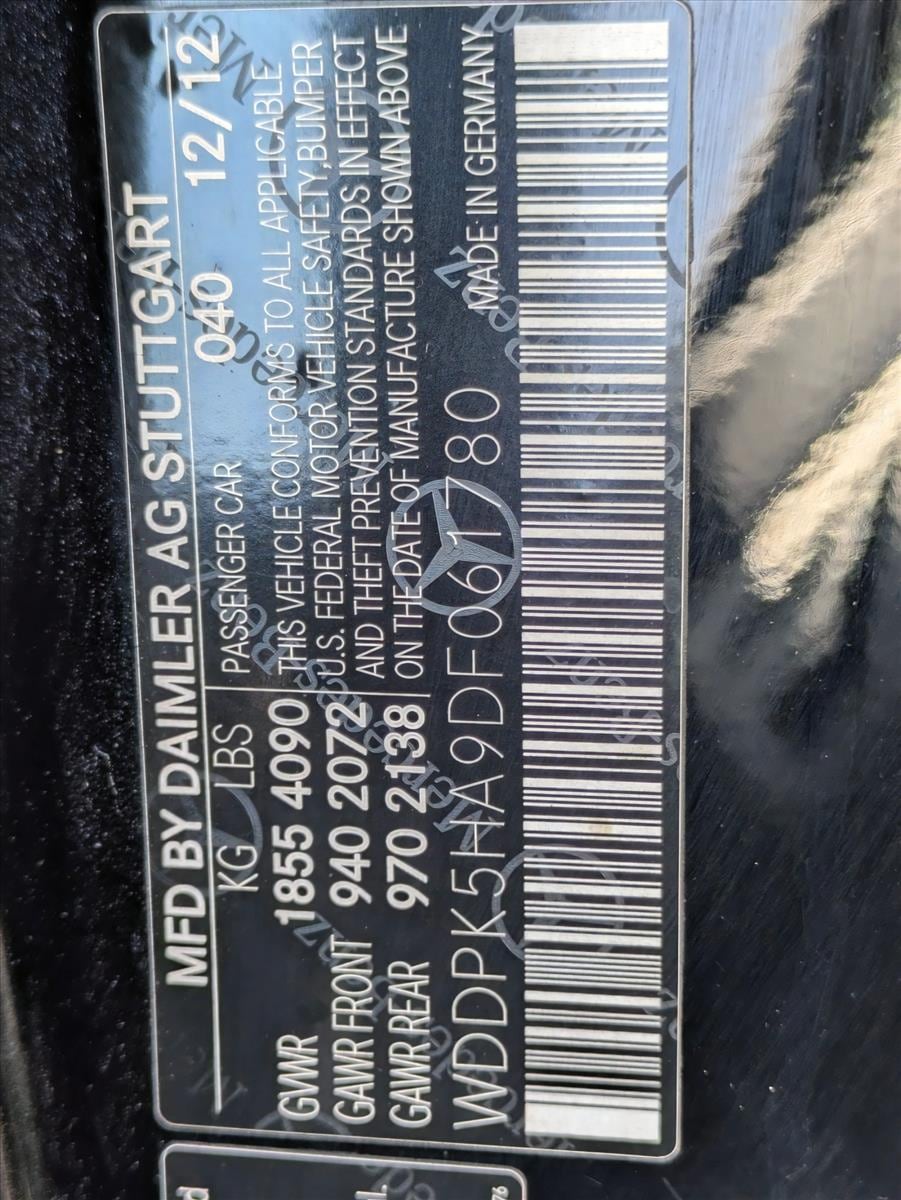 MFD BY DAIMLER AG STUTTGART
040 12/12
KG LBS PASSENGER CAR
GVWR 1855 4090 THIS VEHICLE CONFORMS TO ALL APPLICABLE
GAWR FRONT 940 2072 U.S. FEDERAL MOTOR VEHICLE SAFETY,BUMPER
AND THEFT PREVENTION STANDARDS IN EFFECT
GAWR REAR 970 2138 ON THE DATE OF MANUFACTURE SHOWN ABOVE
MADE IN GERMANY
WDDPK5HA9DF061780